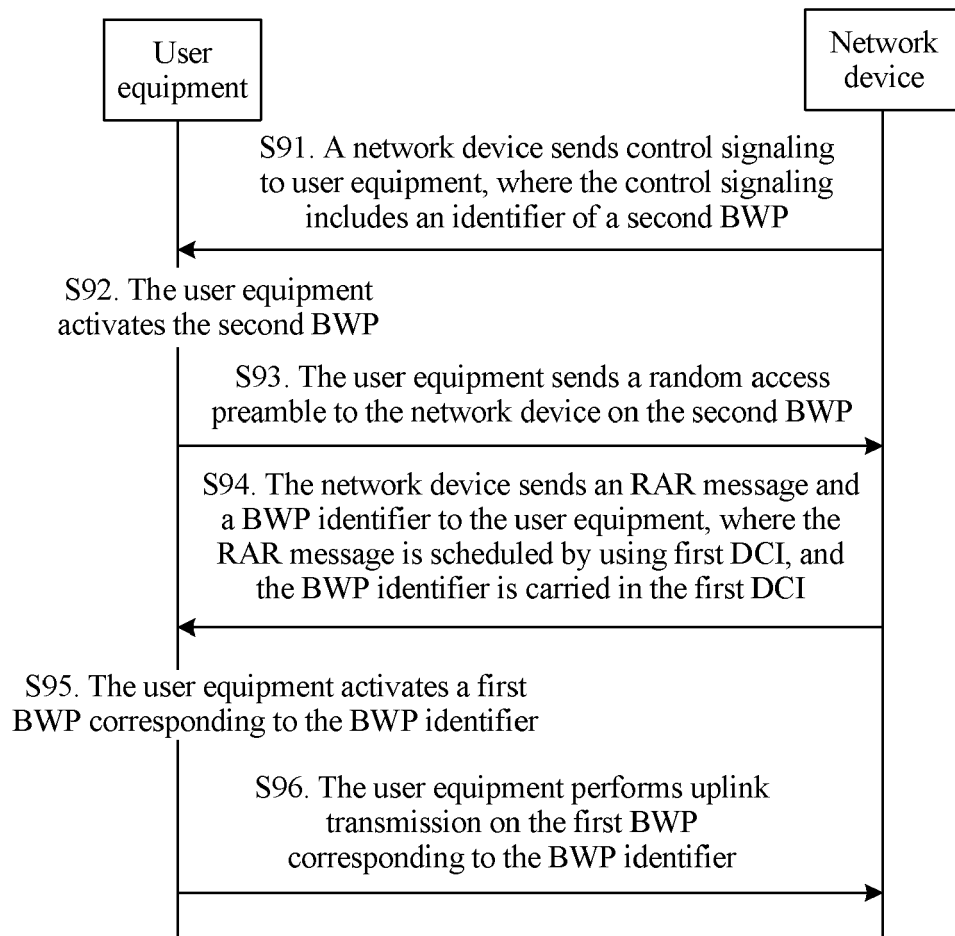 User
equipment
Network
device
S91. A network device sends control signaling
to user equipment, where the control signaling
includes an identifier of a second BWP
S92. The user equipment
activates the second BWP
S93. The user equipment sends a random access
preamble to the network device on the second BWP
S94. The network device sends an RAR message and
a BWP identifier to the user equipment, where the
RAR message is scheduled by using first DCI, and
the BWP identifier is carried in the first DCI
S95. The user equipment activates a first
BWP corresponding to the BWP identifier
S96. The user equipment performs uplink
transmission on the first BWP
corresponding to the BWP identifier